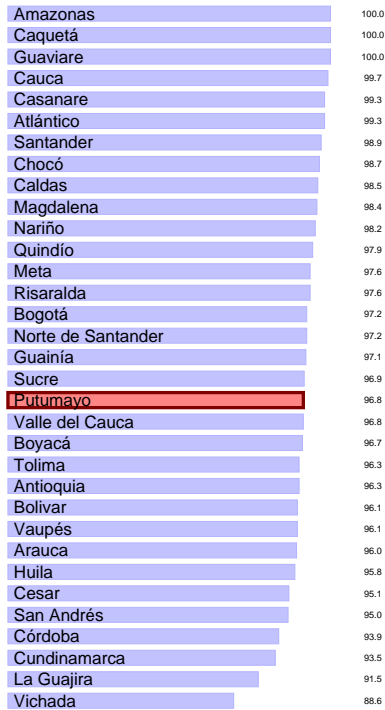 Amazonas 100.0
Caquetá 100.0
Guaviare 100.0
Cauca 99.7
Casanare 99.3
Atlántico 99.3
Santander 98.9
Chocó 98.7
Caldas 98.5
Magdalena 98.4
Nariño 98.2
Quindío 97.9
Meta 97.6
Risaralda 97.6
Bogotá 97.2
Norte de Santander 97.2
Guainía 97.1
Sucre 96.9
Putumayo 96.8
Valle del Cauca 96.8
Boyacá 96.7
Tolima 96.3
Antioquia 96.3
Bolivar 96.1
Vaupés 96.1
Arauca 96.0
Huila 95.8
Cesar 95.1
San Andrés 95.0
Córdoba 93.9
Cundinamarca 93.5
La Guajira 91.5
Vichada 88.6